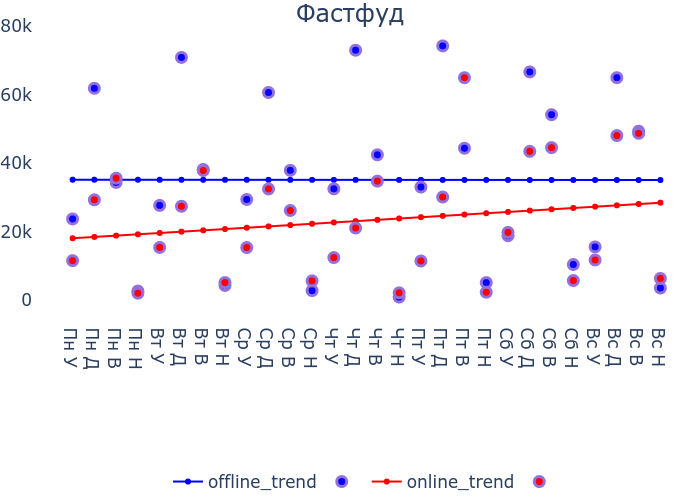 Фастфуд
80k
60k
40k
20k
0
Пн У
Пн Д
Пн В
Пн Н
Вт У
Вт Д
Вт В
Вт Н
Ср У
Ср Д
Ср В
Ср Н
Чт У
Чт Д
Чт В
Чт Н
Пт У
Пт Д
Пт В
Пт Н
Сб У
Сб Д
Сб В
Сб Н
Вс У
Вс Д
Вс В
Вс Н
offline_trend online_trend